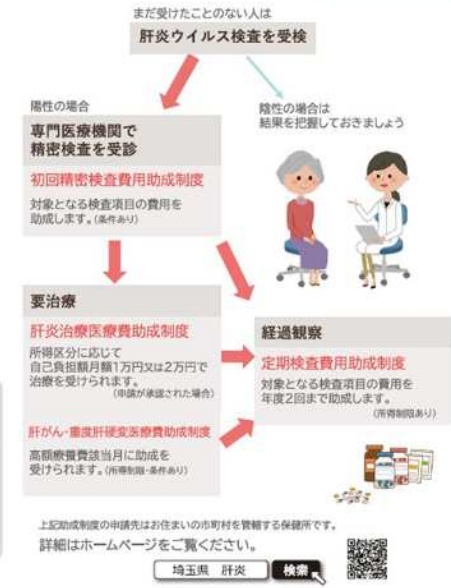 まだ受けたことのない人は
肝炎ウイルス検査を受検
陽性の場合
専門医療機関で
精密検査を受診
初回精密検査費用助成制度
対象となる検査項目の費用を
助成します。(条件あり)
陰性の場合は
結果を把握しておきましょう
要治療
肝炎治療医療費助成制度
所得区分に応じて
自己負担額月額1万円又は2万円で
治療を受けられます。
(申請が承認された場合)
肝がん・重度肝硬変医療費助成制度
高額療養費該当月に助成を
受けられます。(所得制限・条件あり)
経過観察
定期検査費用助成制度
対象となる検査項目の費用を
年度2回まで助成します。
(所得制限あり)
上記助成制度の申請先はお住まいの市町村を管轄する保健所です。
詳細はホームページをご覧ください。
埼玉県 肝炎
検索